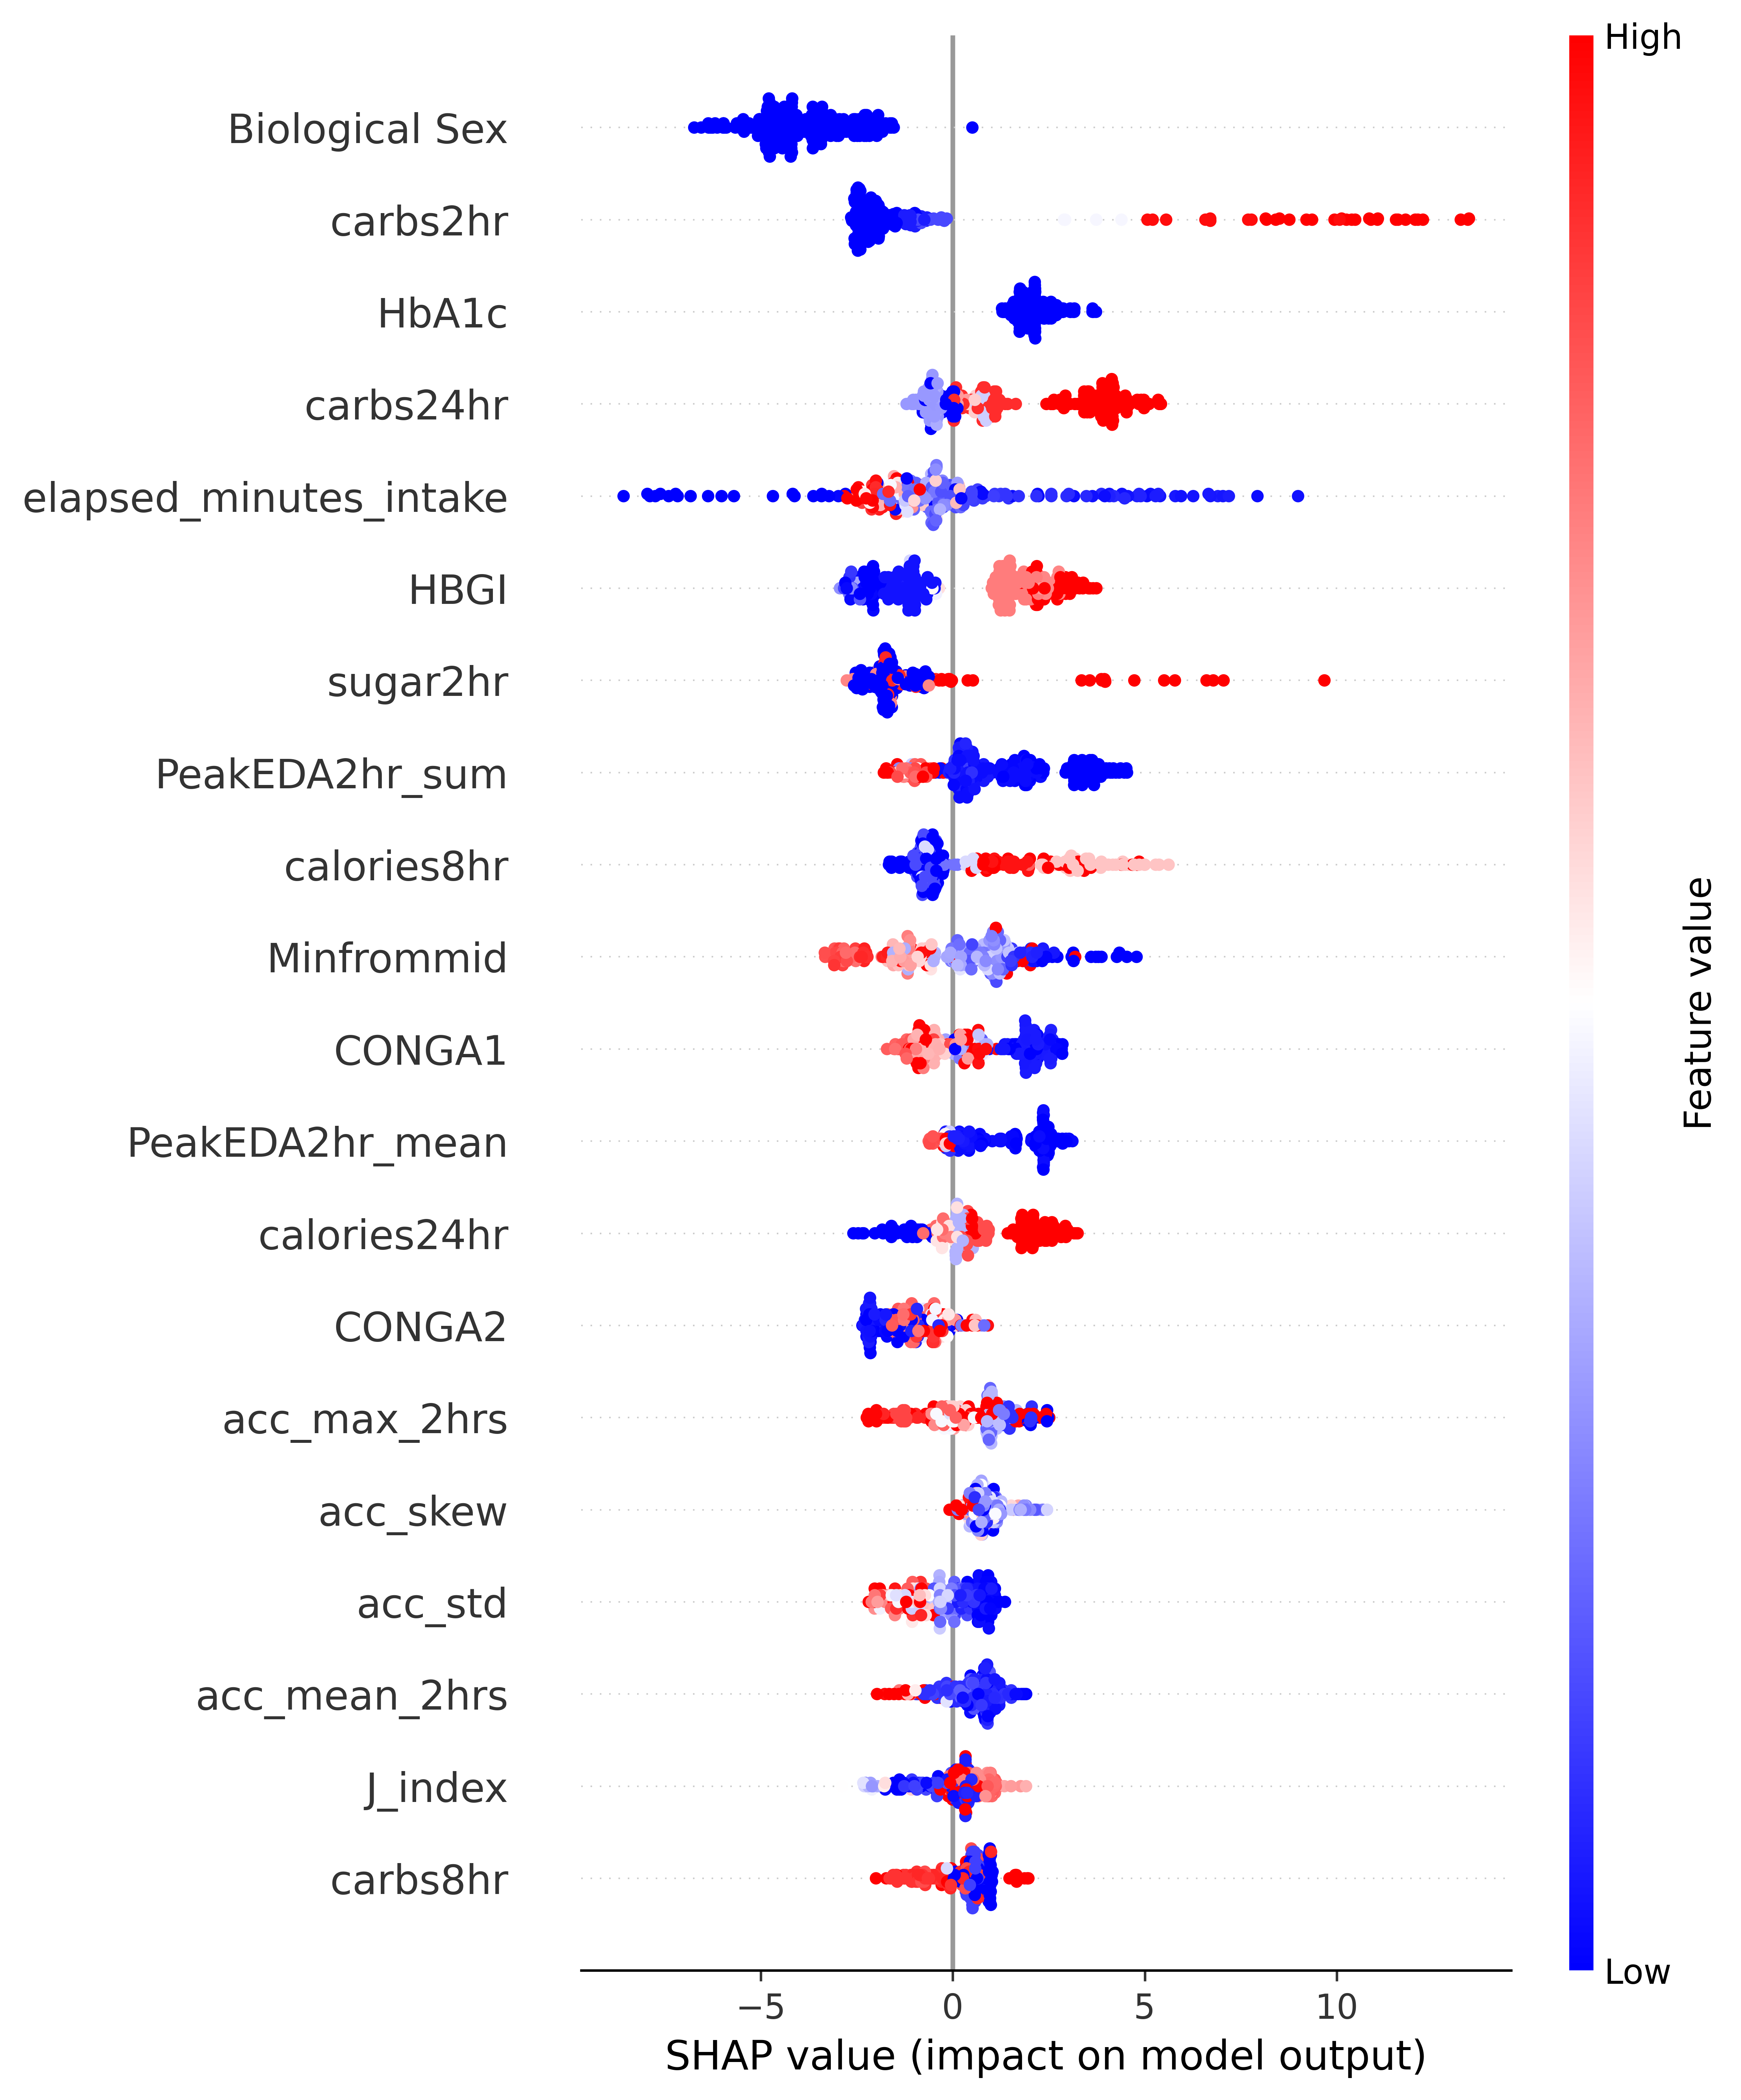 High
Biological Sex
carbs2hr
HbA1c
carbs24hr
elapsed_minutes_intake
HBGI
sugar2hr
PeakEDA2hr_sum
calories8hr
Minfrommid
CONGA1
PeakEDA2hr_mean
calories24hr
CONGA2
acc_max_2hrs
acc_skew
acc_std
acc_mean_2hrs
J_index
carbs8hr
Feature value
Low
−5 0 5 10
SHAP value (impact on model output)